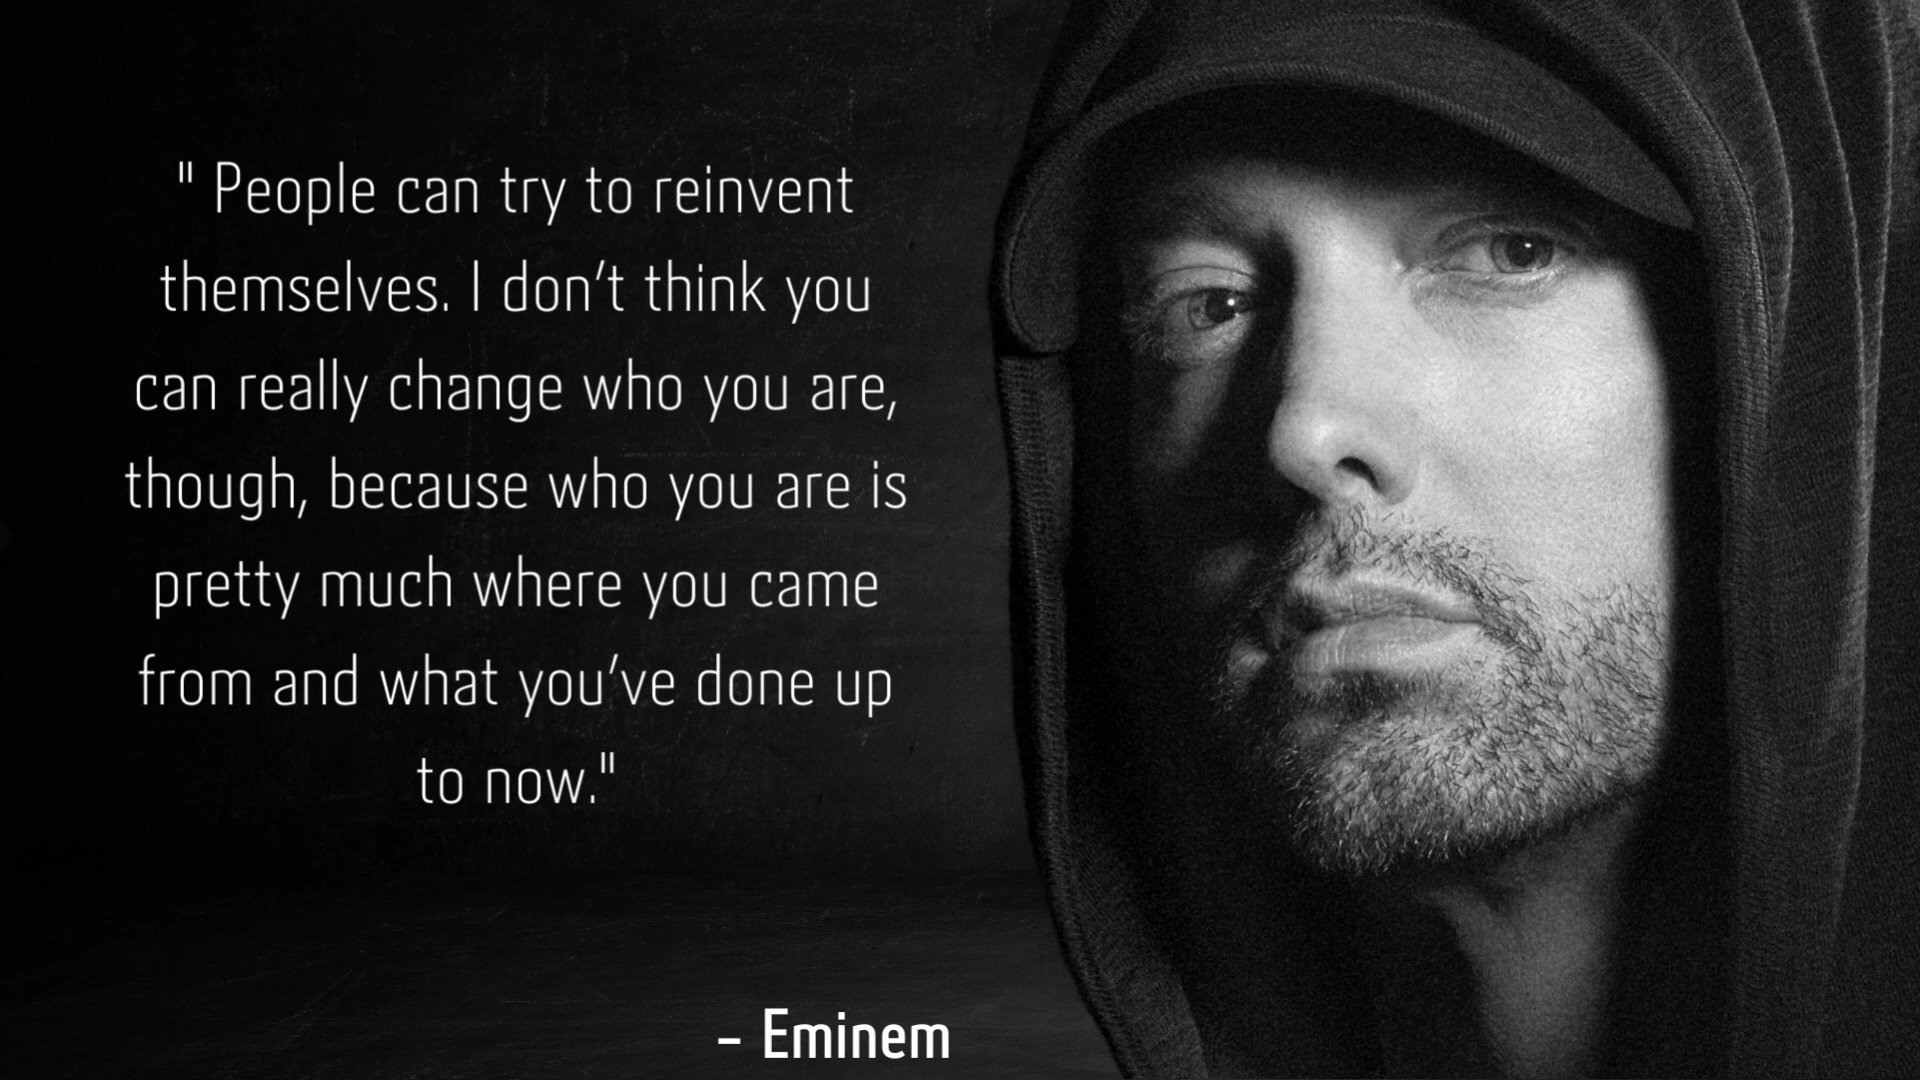 " People can try to reinvent
themselves. I don't think you
can really change who you are,
though, because who you are is
pretty much where you came
from and what you've done up
to now."
- Eminem